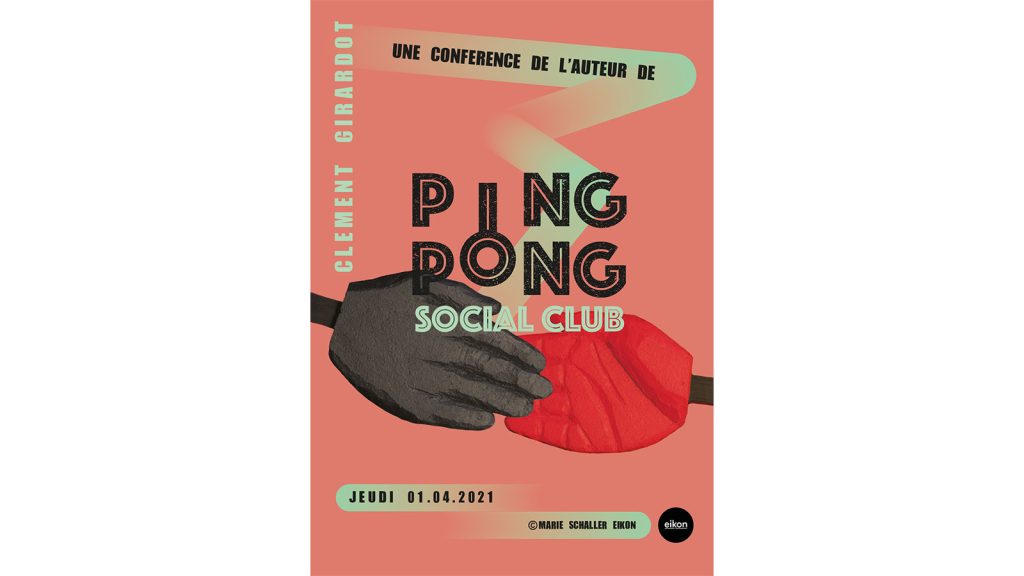 CLEMENT GIRARDOT
UNE CONFERENCE DE L'AUTEUR DE
PING
PONG
SOCIAL CLUB
JEUDI 01.04.2021
©MARIE SCHALLER EIKON
eikon